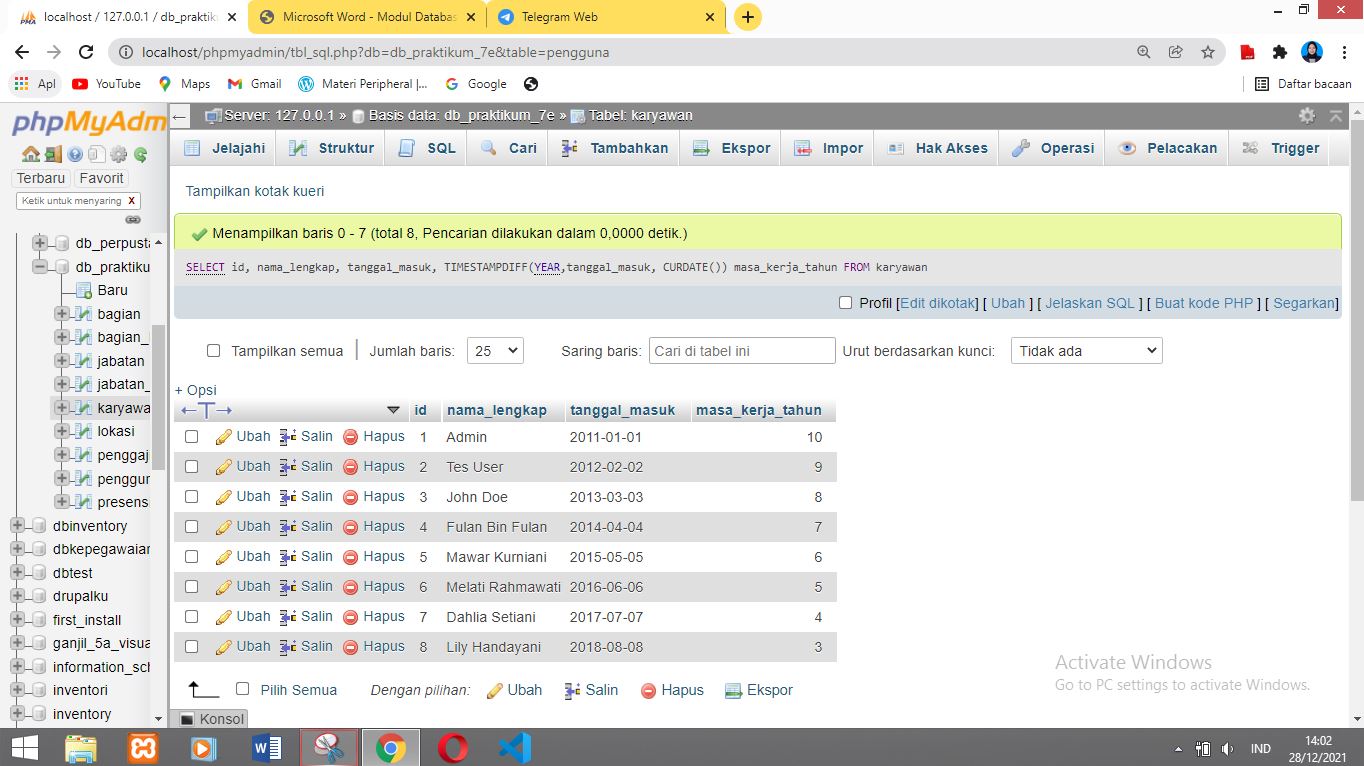 localhost / 127.0.0.1 / db_praktiku
Microsoft Word - Modul Databas
Telegram Web
localhost/phpmyadmin/tbl_sql.php?db=db_praktikum_7e&table=pengguna
Apl YouTube Maps Gmail Materi Peripheral |... Google Daftar bacaan
phpMyAdm
Server: 127.0.0.1 » Basis data: db_praktikum_7e » Tabel: karyawan
Jelajahi Struktur SQL Cari Tambahkan Ekspor Impor Hak Akses Operasi Pelacakan Trigger
Terbaru Favorit
Ketik untuk menyaring X
db_perpusta
db_praktiku
Baru
bagian
bagian_
jabatan
jabatan_
karyawa
lokasi
penggaj
penggur
presens
dbinventory
dbkepegawaiar
dbtest
drupalku
first_install
ganjil_5a_visua
information_sch
inventori
inventory
Tampilkan kotak kueri
Menampilkan baris 0 - 7 (total 8, Pencarian dilakukan dalam 0,0000 detik.)
SELECT id, nama_lengkap, tanggal_masuk, TIMESTAMPDIFF(YEAR,tanggal_masuk, CURDATE()) masa_kerja_tahun FROM karyawan
Profil [Edit dikotak] [ Ubah ] [ Jelaskan SQL ] [ Buat kode PHP ] [ Segarkan]
Tampilkan semua Jumlah baris: 25 Saring baris: Cari di tabel ini Urut berdasarkan kunci: Tidak ada
+ Opsi
id nama_lengkap tanggal_masuk masa_kerja_tahun
Ubah Salin Hapus 1 Admin 2011-01-01 10
Ubah Salin Hapus 2 Tes User 2012-02-02 9
Ubah Salin Hapus 3 John Doe 2013-03-03 8
Ubah Salin Hapus 4 Fulan Bin Fulan 2014-04-04 7
Ubah Salin Hapus 5 Mawar Kurniani 2015-05-05 6
Ubah Salin Hapus 6 Melati Rahmawati 2016-06-06 5
Ubah Salin Hapus 7 Dahlia Setiani 2017-07-07 4
Ubah Salin Hapus 8 Lily Handayani 2018-08-08 3
Pilih Semua Dengan pilihan: Ubah Salin Hapus Ekspor
Konsol
Activate Windows
Go to PC settings to activate Windows.
IND
14:02
28/12/2021